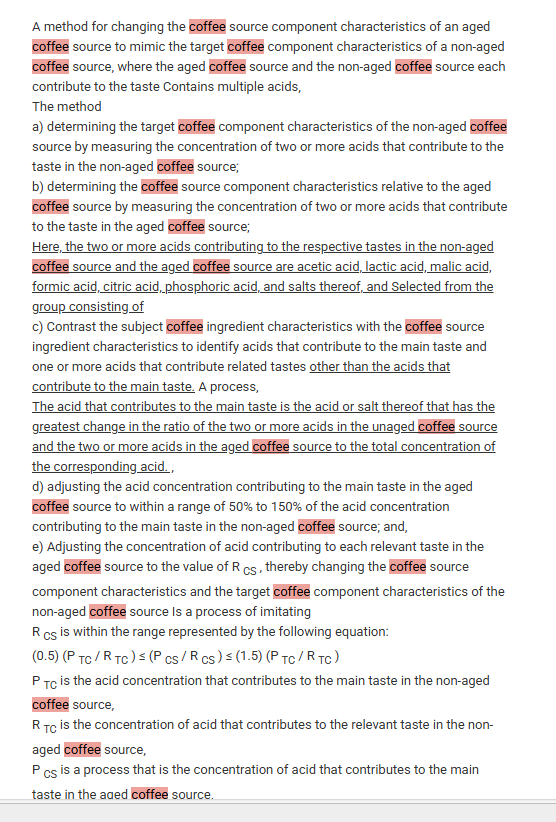 A method for changing the coffee source component characteristics of an aged
coffee source to mimic the target coffee component characteristics of a non-aged
coffee source, where the aged coffee source and the non-aged coffee source each
contribute to the taste Contains multiple acids,
The method
a) determining the target coffee component characteristics of the non-aged coffee
source by measuring the concentration of two or more acids that contribute to the
taste in the non-aged coffee source;
b) determining the coffee source component characteristics relative to the aged
coffee source by measuring the concentration of two or more acids that contribute
to the taste in the aged coffee source;
Here, the two or more acids contributing to the respective tastes in the non-aged
coffee source and the aged coffee source are acetic acid, lactic acid, malic acid,
formic acid, citric acid, phosphoric acid, and salts thereof, and Selected from the
group consisting of
c) Contrast the subject coffee ingredient characteristics with the coffee source
ingredient characteristics to identify acids that contribute to the main taste and
one or more acids that contribute related tastes other than the acids that
contribute to the main taste. A process,
The acid that contributes to the main taste is the acid or salt thereof that has the
greatest change in the ratio of the two or more acids in the unaged coffee source
and the two or more acids in the aged coffee source to the total concentration of
the corresponding acid. ,
d) adjusting the acid concentration contributing to the main taste in the aged
coffee source to within a range of 50% to 150% of the acid concentration
contributing to the main taste in the non-aged coffee source; and,
e) Adjusting the concentration of acid contributing to each relevant taste in the
aged coffee source to the value of R CS , thereby changing the coffee source
component characteristics and the target coffee component characteristics of the
non-aged coffee source Is a process of imitating
R CS is within the range represented by the following equation:
(0.5) (P TC / R TC ) ≤ (P CS / R CS ) ≤ (1.5) (P TC / R TC )
P TC is the acid concentration that contributes to the main taste in the non-aged
coffee source,
R TC is the concentration of acid that contributes to the relevant taste in the non-
aged coffee source,
P CS is a process that is the concentration of acid that contributes to the main
taste in the aged coffee source.